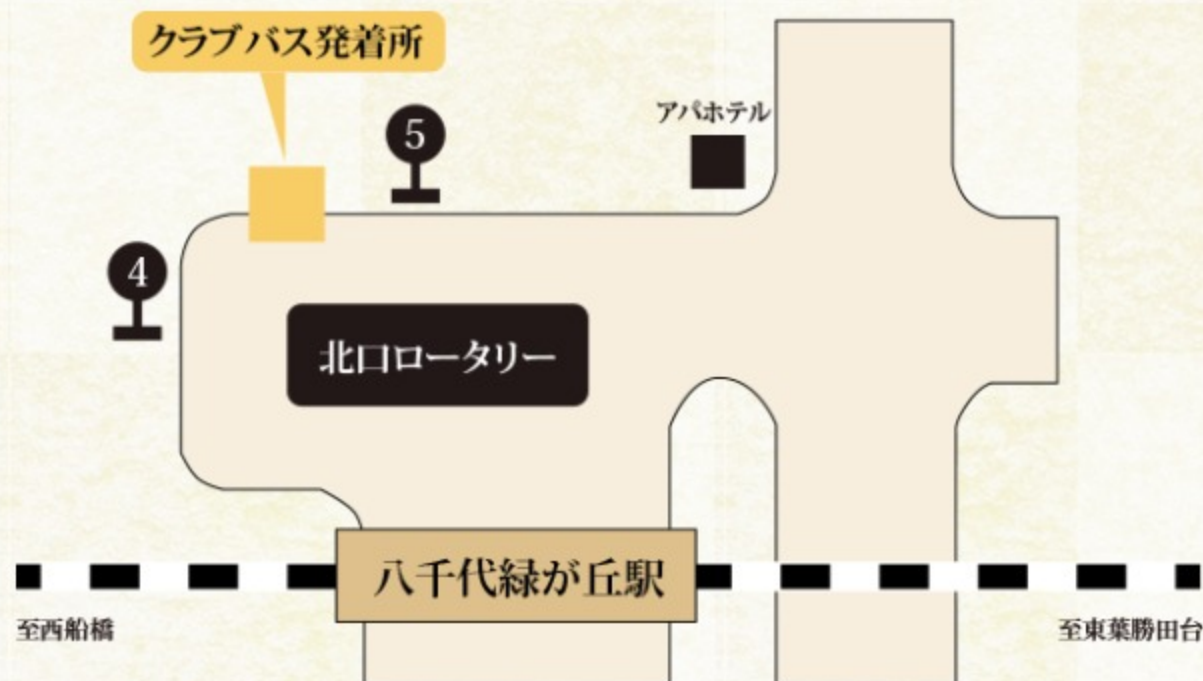 クラブバス発着所
5
アパホテル
4
北口ロータリー
八千代緑が丘駅
至西船橋
至東葉勝田台